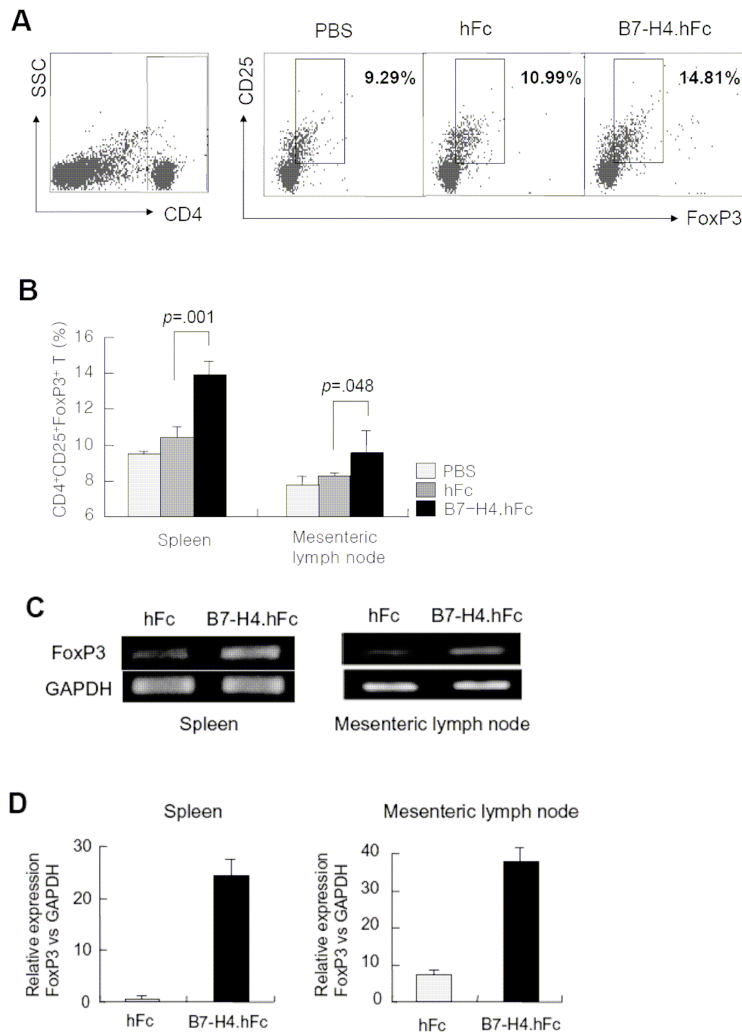 A
PBS hFc B7-H4.hFc
SSC
CD4
CD25
9.29% 10.99% 14.81%
FoxP3
B
CD4⁺CD25⁺FoxP3⁺ T (%)
16
14
12
10
8
6
p=.001
p=.048
Spleen
Mesenteric
lymph node
PBS
hFc
B7-H4.hFc
C
hFc B7-H4.hFc hFc B7-H4.hFc
FoxP3
GAPDH
Spleen Mesenteric lymph node
D
Spleen
Relative expression
FoxP3 vs GAPDH
30
20
10
0
hFc B7-H4.hFc
Mesenteric lymph node
Relative expression
FoxP3 vs GAPDH
40
30
20
10
0
hFc B7-H4.hFc